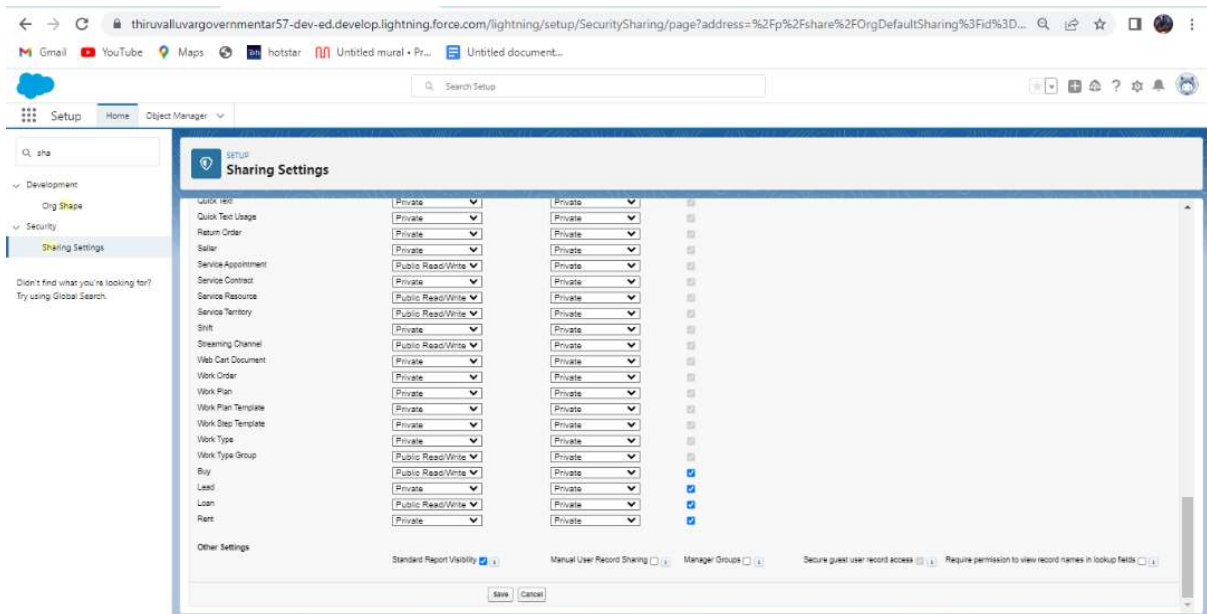 thiruvalluvargovernmentar57-dev-ed.develop.lightning.force.com/lightning/setup/SecuritySharing/page?address=%2Fp%2Fshare%2FOrgDefaultSharing%3Fid%3D...
Gmail YouTube Maps hotstar Untitled mural • Pr... Untitled document...
Search Setup
Setup Home Object Manager
sha
Development
Org Shape
Security
Sharing Settings
Didn't find what you're looking for?
Try using Global Search.
SETUP
Sharing Settings
Quick Text Private Private
Quick Text Usage Private Private
Return Order Private Private
Seller Private Private
Service Appointment Public Read/Write Private
Service Contract Private Private
Service Resource Public Read/Write Private
Service Territory Public Read/Write Private
Shift Private Private
Streaming Channel Public Read/Write Private
Web Cart Document Private Private
Work Order Private Private
Work Plan Private Private
Work Plan Template Private Private
Work Step Template Private Private
Work Type Private Private
Work Type Group Public Read/Write Private
Buy Public Read/Write Private
Lead Private Private
Loan Public Read/Write Private
Rent Private Private
Other Settings
Standard Report Visibility i Manual User Record Sharing i Manager Groups i Secure guest user record access i Require permission to view record names in lookup fields i
Save Cancel